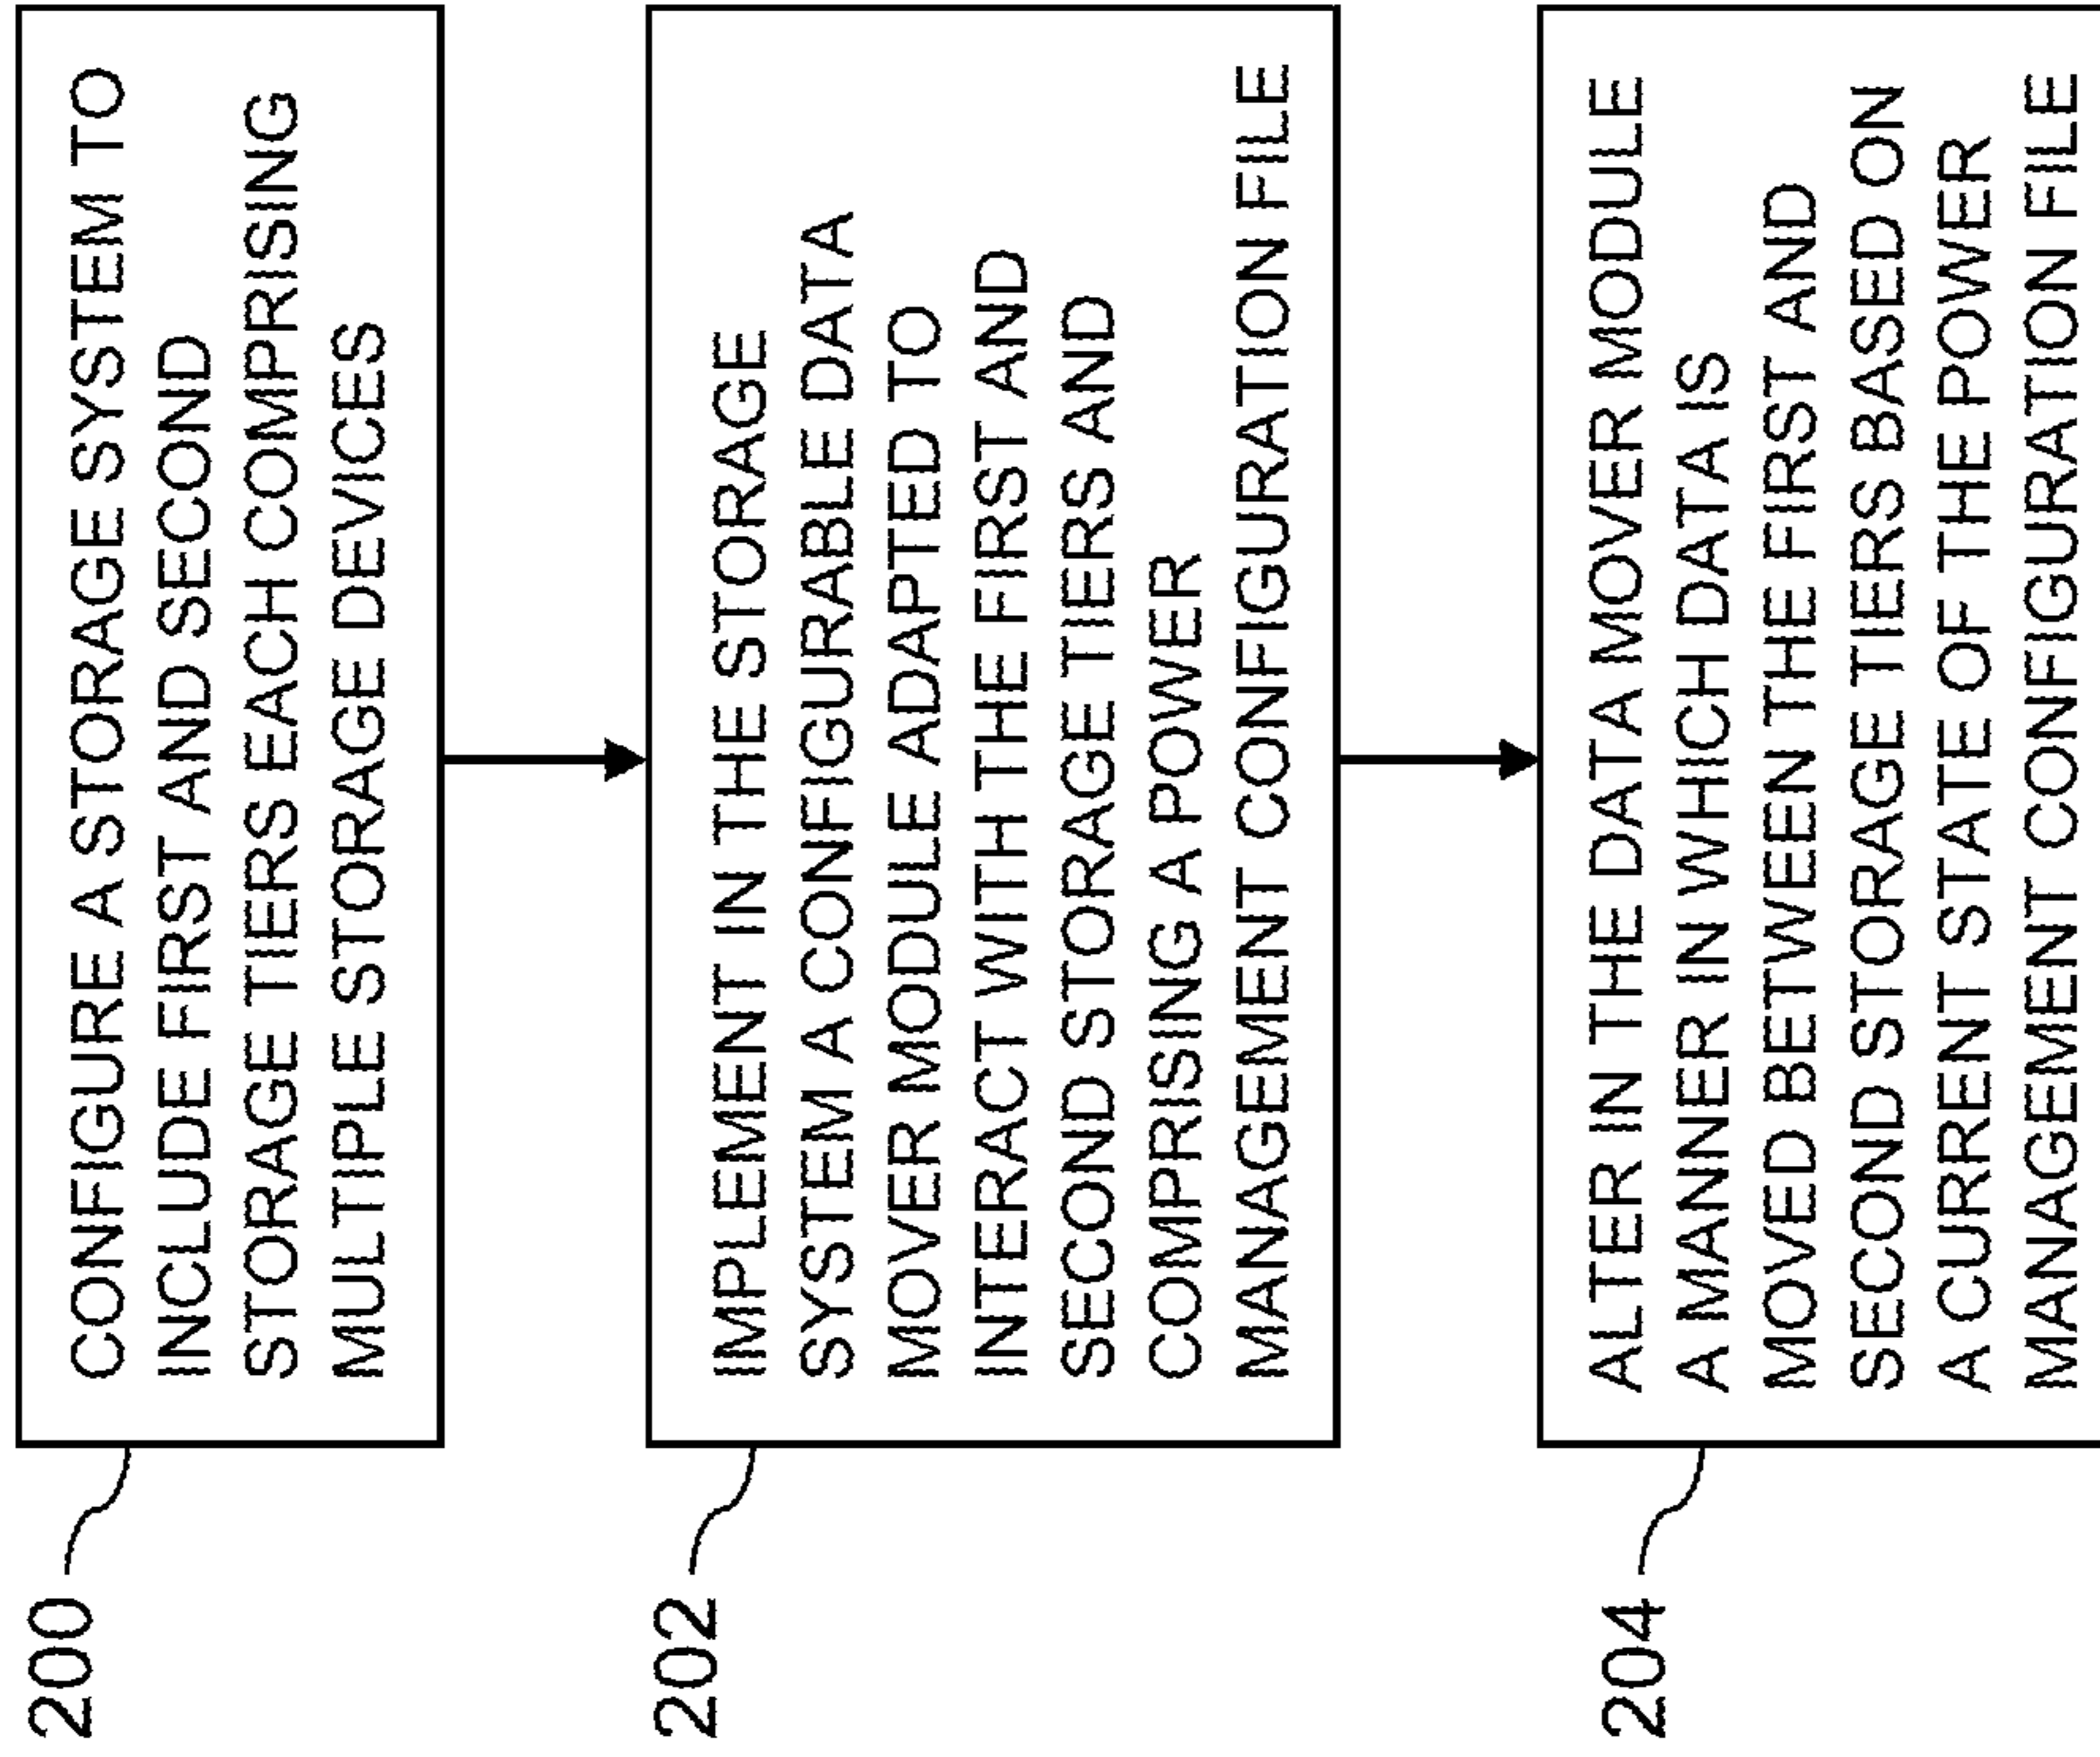 200
CONFIGURE A STORAGE SYSTEM TO
INCLUDE FIRST AND SECOND
STORAGE TIERS EACH COMPRISING
MULTIPLE STORAGE DEVICES
202
IMPLEMENT IN THE STORAGE
SYSTEM A CONFIGURABLE DATA
MOVER MODULE ADAPTED TO
INTERACT WITH THE FIRST AND
SECOND STORAGE TIERS AND
COMPRISING A POWER
MANAGEMENT CONFIGURATION FILE
204
ALTER IN THE DATA MOVER MODULE
A MANNER IN WHICH DATA IS
MOVED BETWEEN THE FIRST AND
SECOND STORAGE TIERS BASED ON
A CURRENT STATE OF THE POWER
MANAGEMENT CONFIGURATION FILE